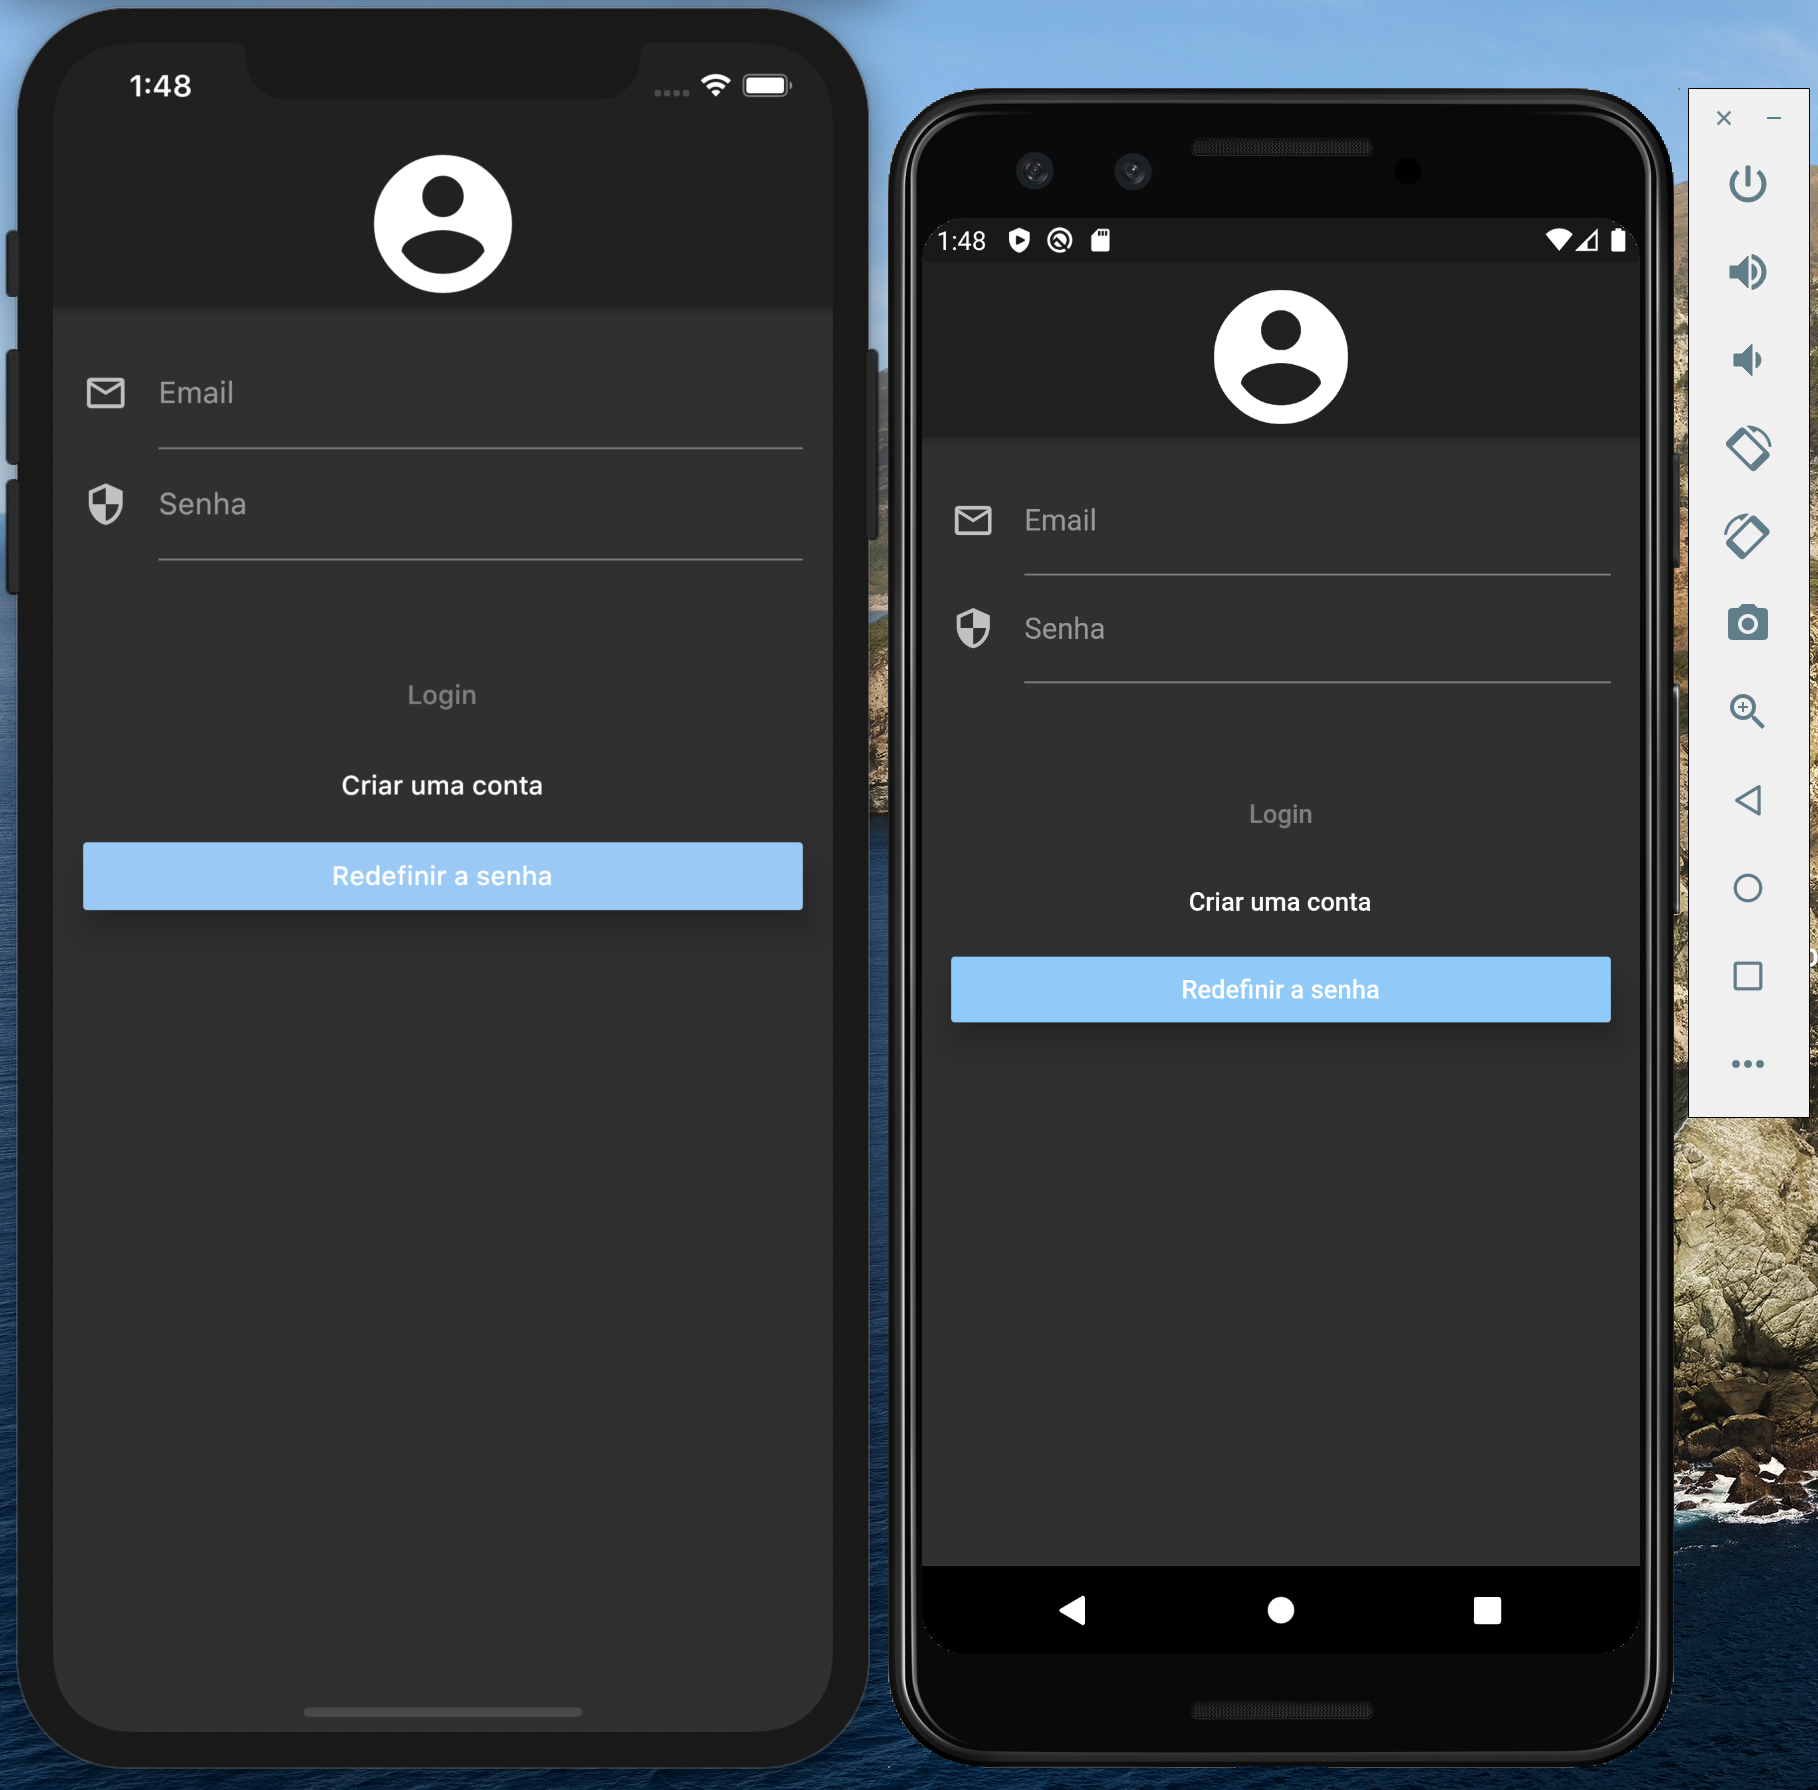 1:48
Email
Senha
Login
Criar uma conta
Redefinir a senha
1:48
Email
Senha
Login
Criar uma conta
Redefinir a senha